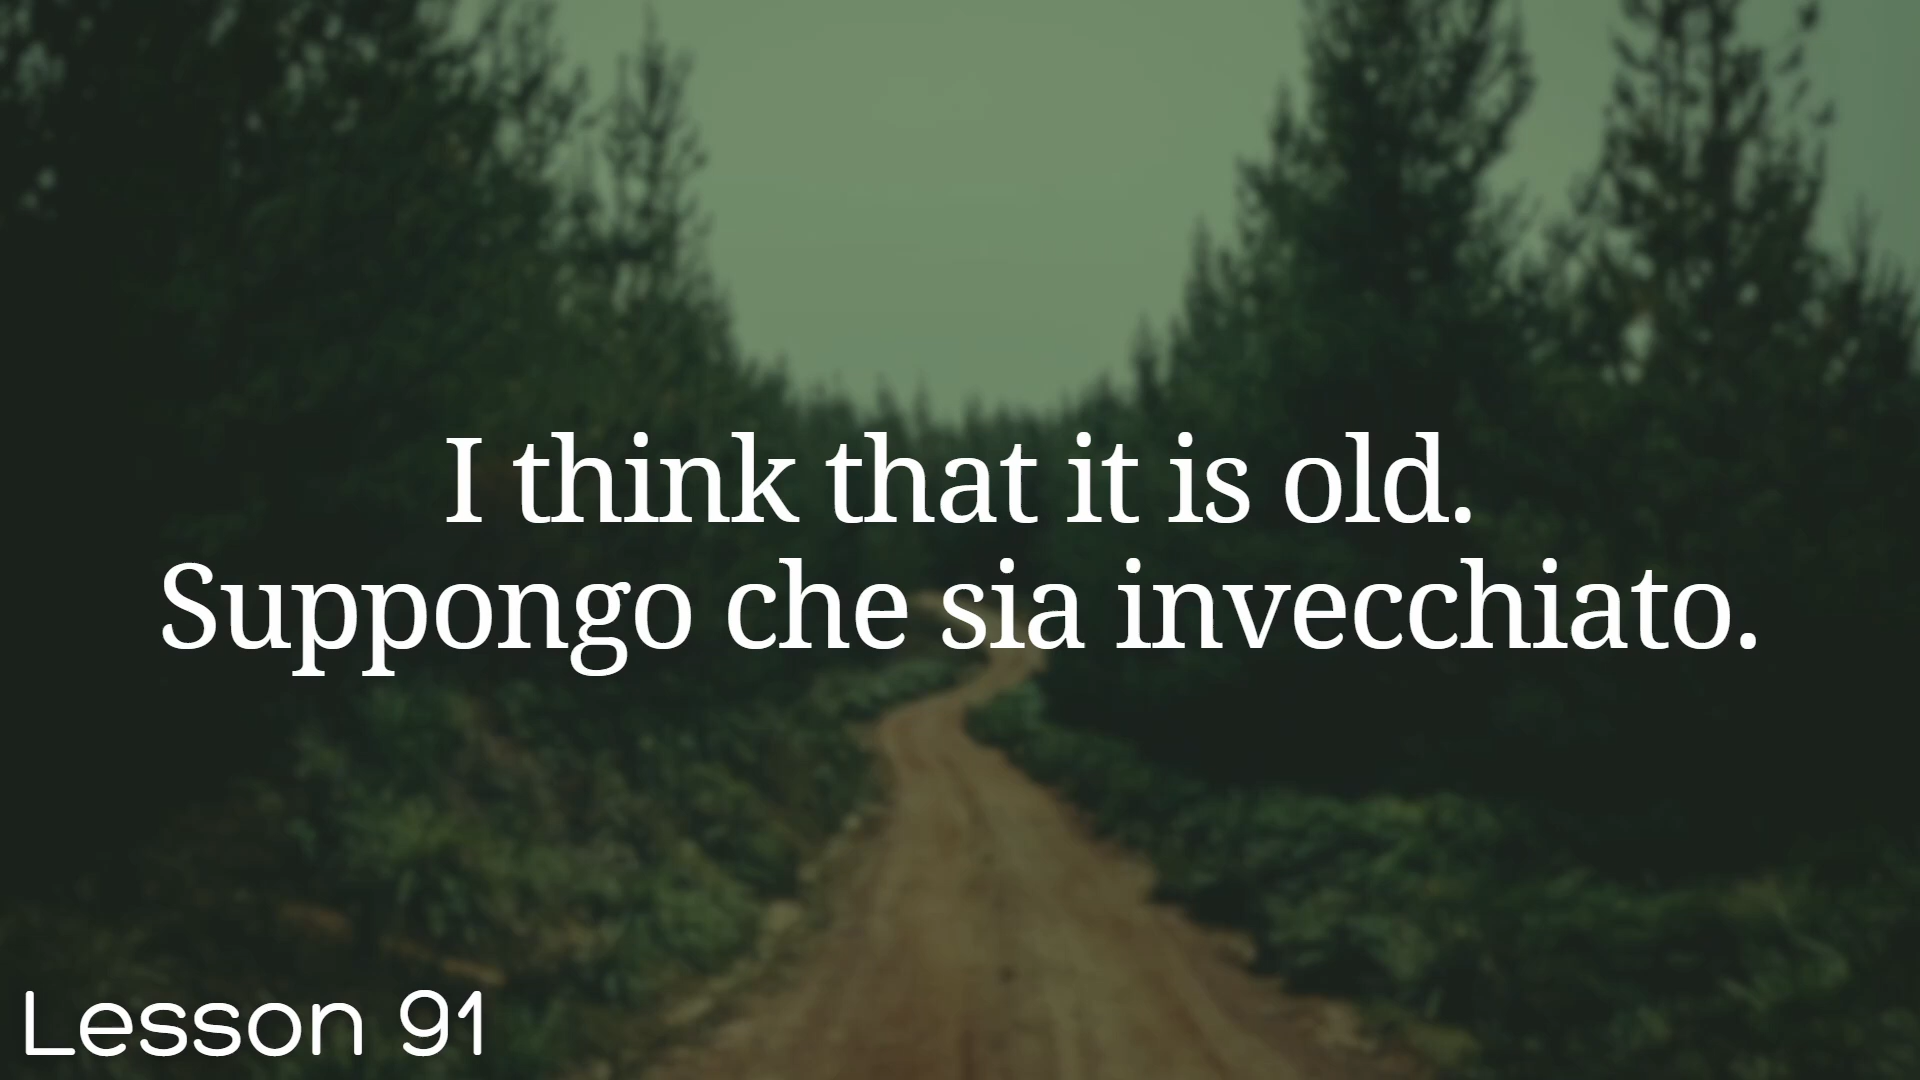 I think that it is old.
Suppongo che sia invecchiato.
Lesson 91